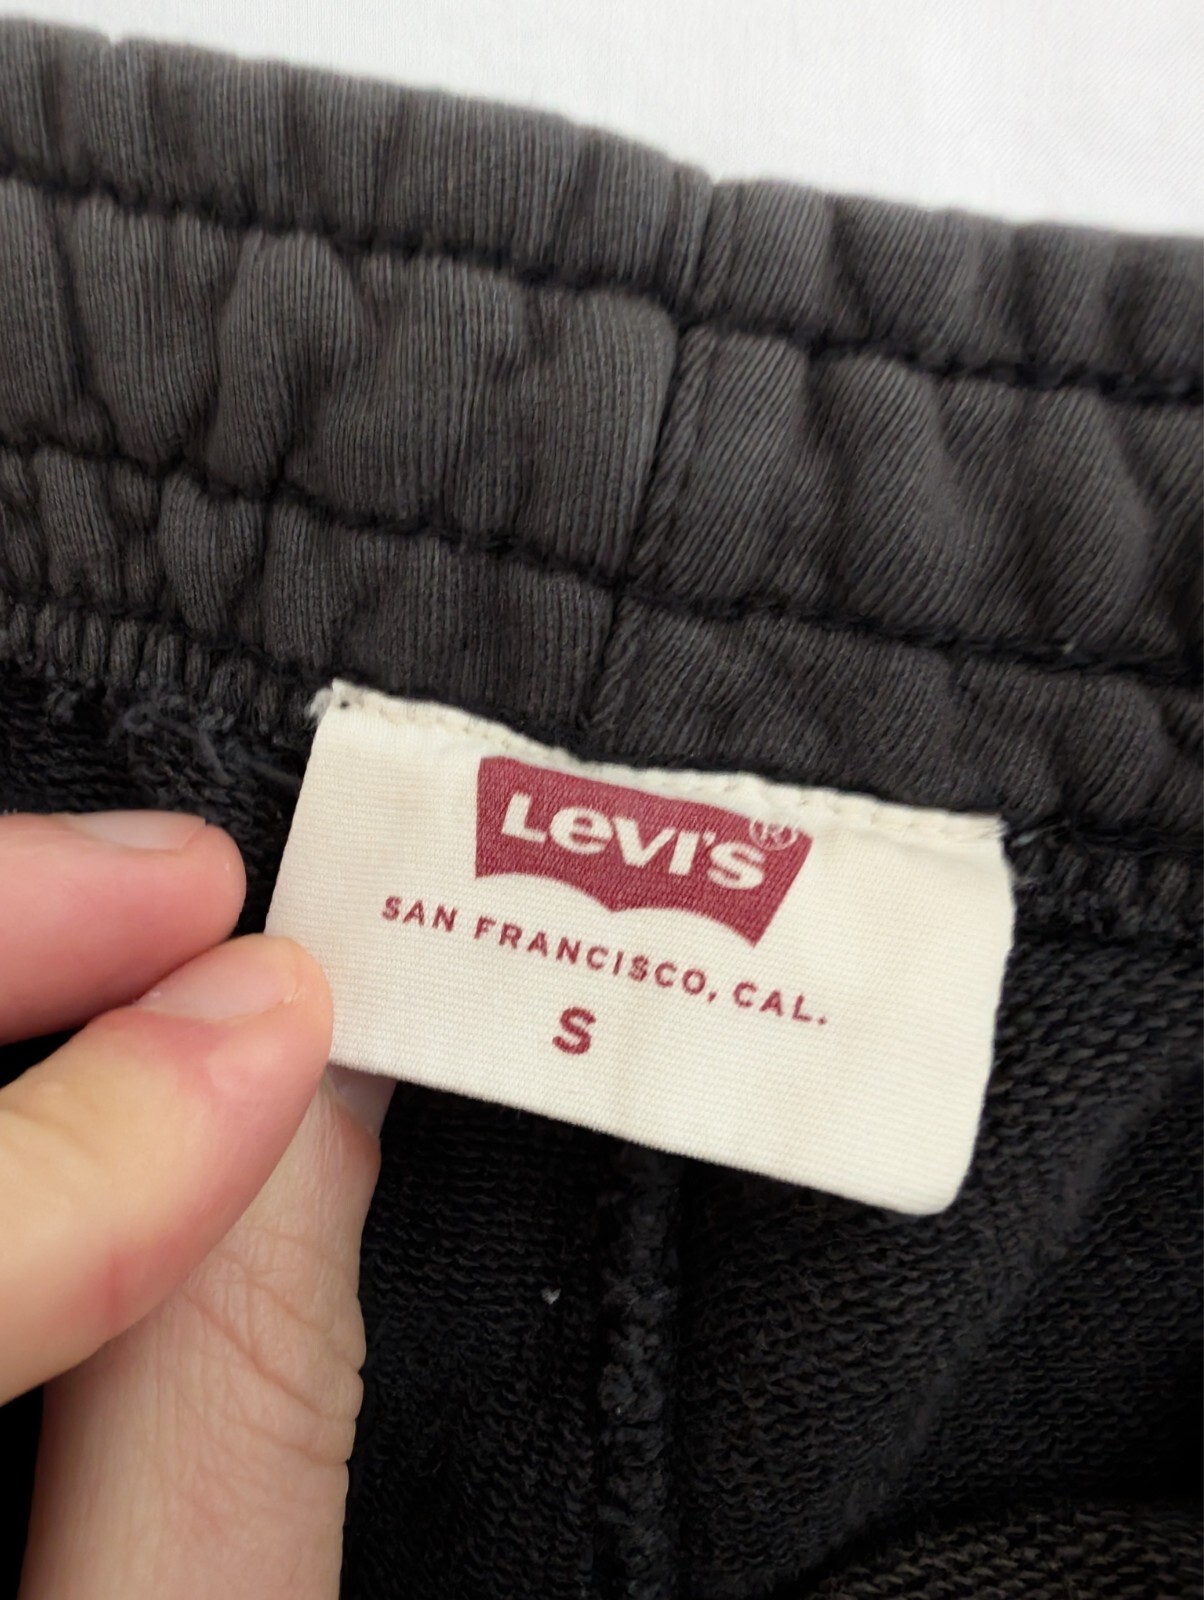 Levi's®
SAN FRANCISCO, CAL.
S